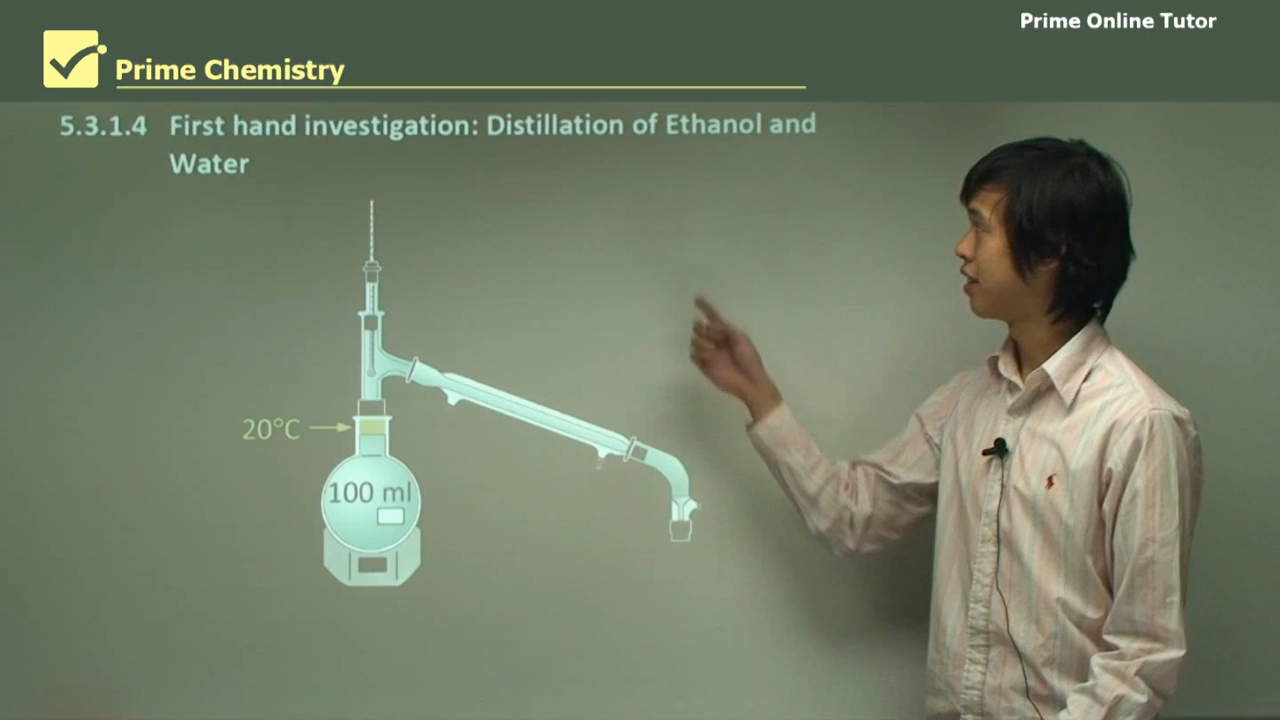 Prime Online Tutor
Prime Chemistry
5.3.1.4 First hand investigation: Distillation of Ethanol and
Water
20°C
100 ml